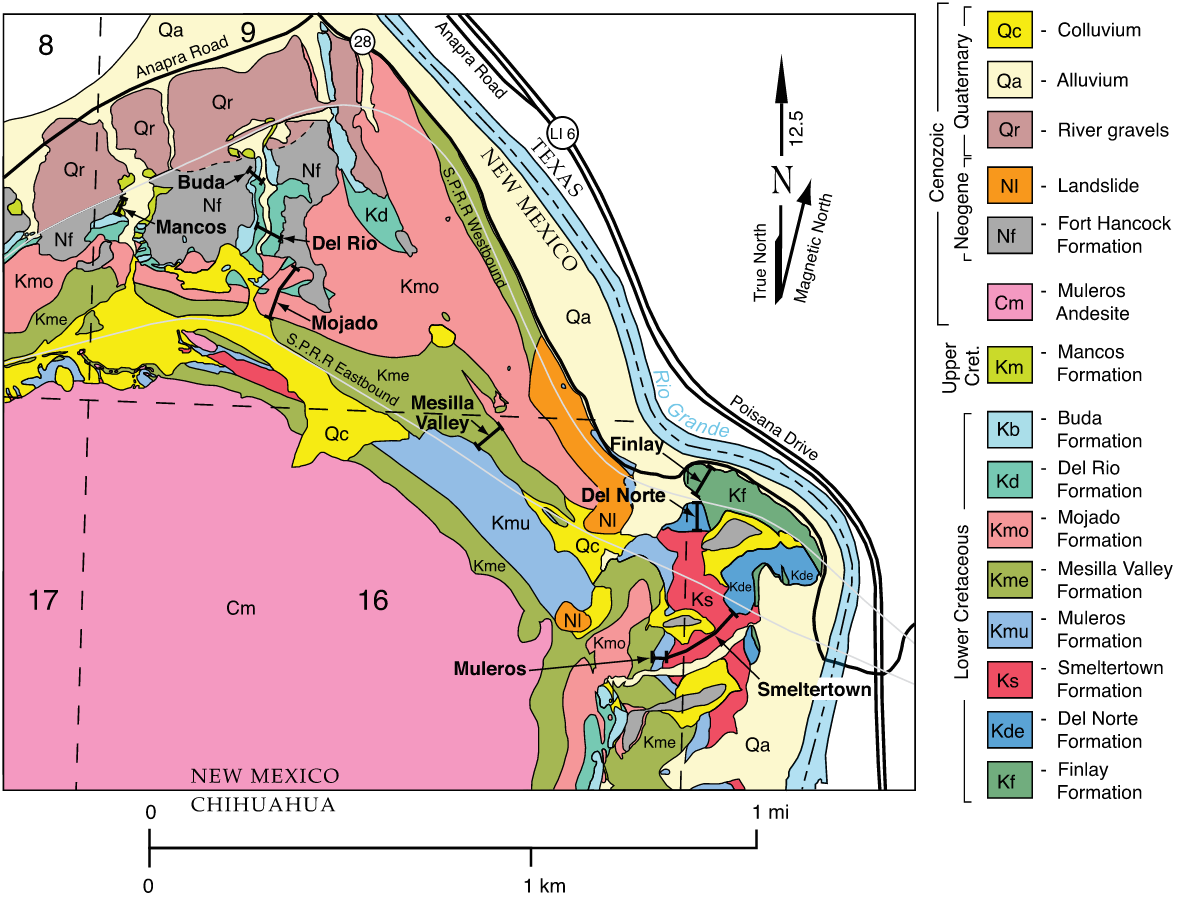 8
Qa
9
Anapra Road
28
Anapra Road
LI 6
Qr
Qr
Qr
Nf
Buda
Nf
Mancos
Nf
Kd
Del Rio
Kmo
Kmo
Kme
Mojado
S.P.R.R Westbound
S.P.R.R Eastbound
TEXAS
NEW MEXICO
Qa
12.5
N
True North
Magnetic North
Kme
Mesilla
Valley
Qc
Rio Grande
Poisana Drive
Finlay
Kf
Del Norte
Nl
Kmu
Qc
Kme
Kde
Kde
Ks
17
Cm
16
Nl
Kmo
Muleros
Smeltertown
Kme
Qa
NEW MEXICO
CHIHUAHUA
0
1 mi
0
1 km
Cenozoic
Quaternary
Neogene
Upper
Cret.
Lower Cretaceous
Qc - Colluvium
Qa - Alluvium
Qr - River gravels
Nl - Landslide
Nf - Fort Hancock
Formation
Cm - Muleros
Andesite
Km - Mancos
Formation
Kb - Buda
Formation
Kd - Del Rio
Formation
Kmo - Mojado
Formation
Kme - Mesilla Valley
Formation
Kmu - Muleros
Formation
Ks - Smeltertown
Formation
Kde - Del Norte
Formation
Kf - Finlay
Formation